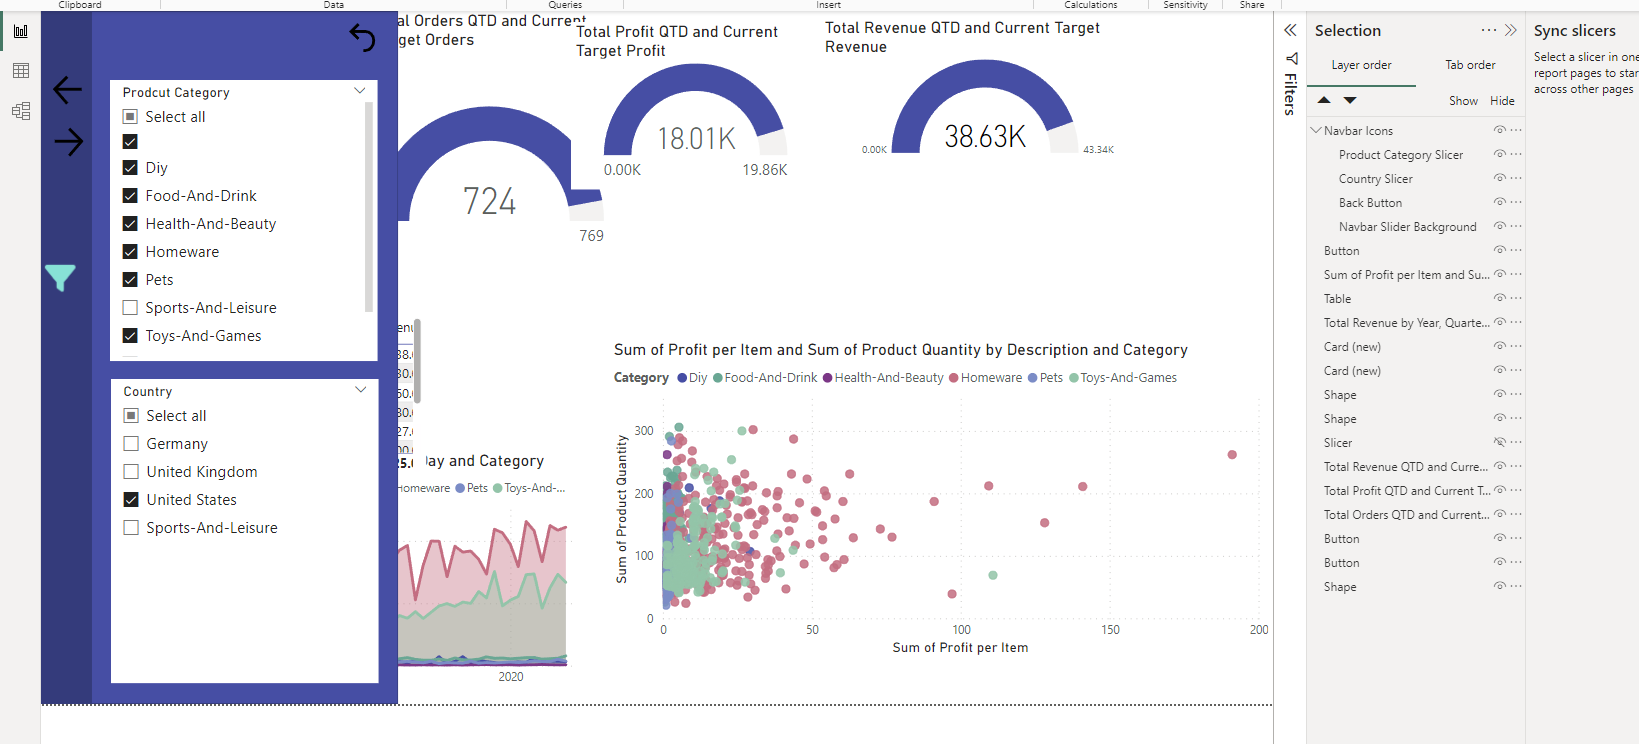 Clipboard
Data
Queries
Insert
Calculations
Sensitivity
Share
Prodcut Category
Select all
Diy
Food-And-Drink
Health-And-Beauty
Homeware
Pets
Sports-And-Leisure
Toys-And-Games
Country
Select all
Germany
United Kingdom
United States
Sports-And-Leisure
al Orders QTD and Current
get Orders
724
769
Total Profit QTD and Current
Target Profit
18.01K
0.00K
19.86K
Total Revenue QTD and Current Target
Revenue
38.63K
0.00K
43.34K
Day and Category
Homeware
Pets
Toys-And-...
2020
Sum of Profit per Item and Sum of Product Quantity by Description and Category
Category
Diy
Food-And-Drink
Health-And-Beauty
Homeware
Pets
Toys-And-Games
Sum of Product Quantity
300
200
100
0
0
50
100
150
200
Sum of Profit per Item
Filters
Selection
Layer order
Tab order
Show
Hide
Navbar Icons
Product Category Slicer
Country Slicer
Back Button
Navbar Slider Background
Button
Sum of Profit per Item and Su...
Table
Total Revenue by Year, Quarte...
Card (new)
Card (new)
Shape
Shape
Slicer
Total Revenue QTD and Curre...
Total Profit QTD and Current T...
Total Orders QTD and Current...
Button
Button
Shape
Sync slicers
Select a slicer in one
report pages to star
across other pages